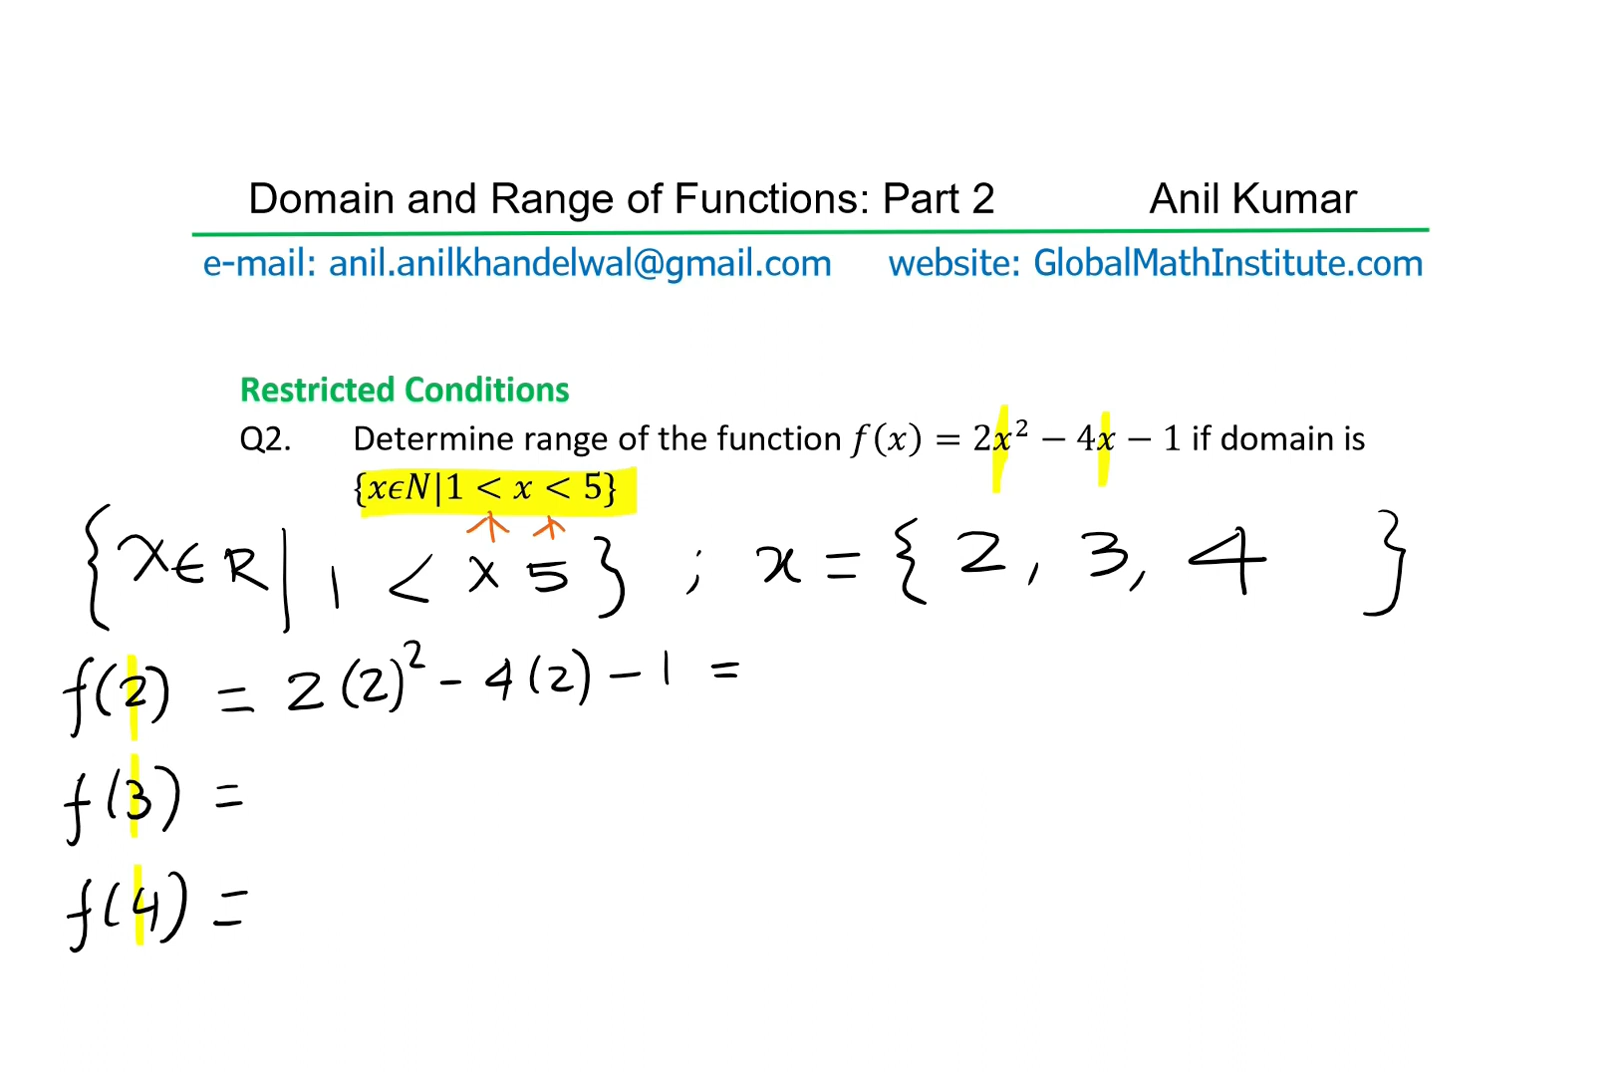 Domain and Range of Functions: Part 2 Anil Kumar
e-mail: anil.anilkhandelwal@gmail.com website: GlobalMathInstitute.com
Restricted Conditions
Q2. Determine range of the function f(x) = 2x² − 4x − 1 if domain is
{xϵN|1 < x < 5}
{x∈R| 1 < x 5} ; x = { 2, 3, 4 }
f(2) = 2(2)² - 4(2) - 1 =
f(3) =
f(4) =